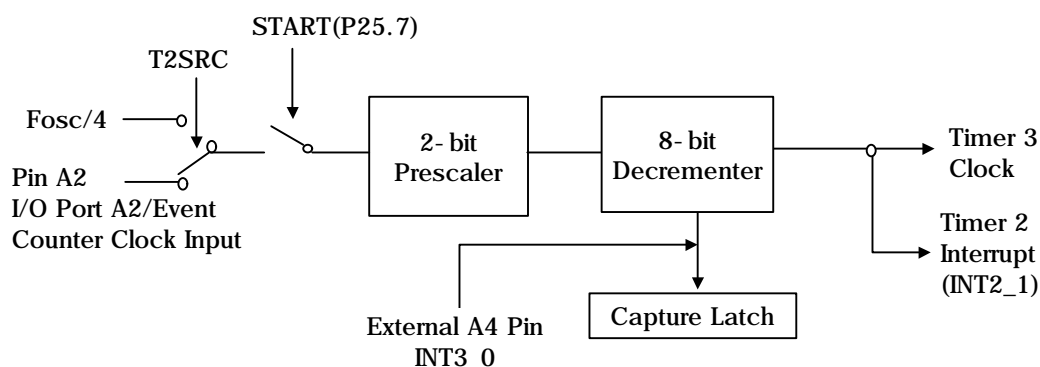 START(P25.7)
T2SRC
Fosc/4
Pin A2
I/O Port A2/Event
Counter Clock Input
2- bit
Prescaler
8- bit
Decrementer
Timer 3
Clock
Timer 2
Interrupt
(INT2_1)
External A4 Pin
INT3 0
Capture Latch